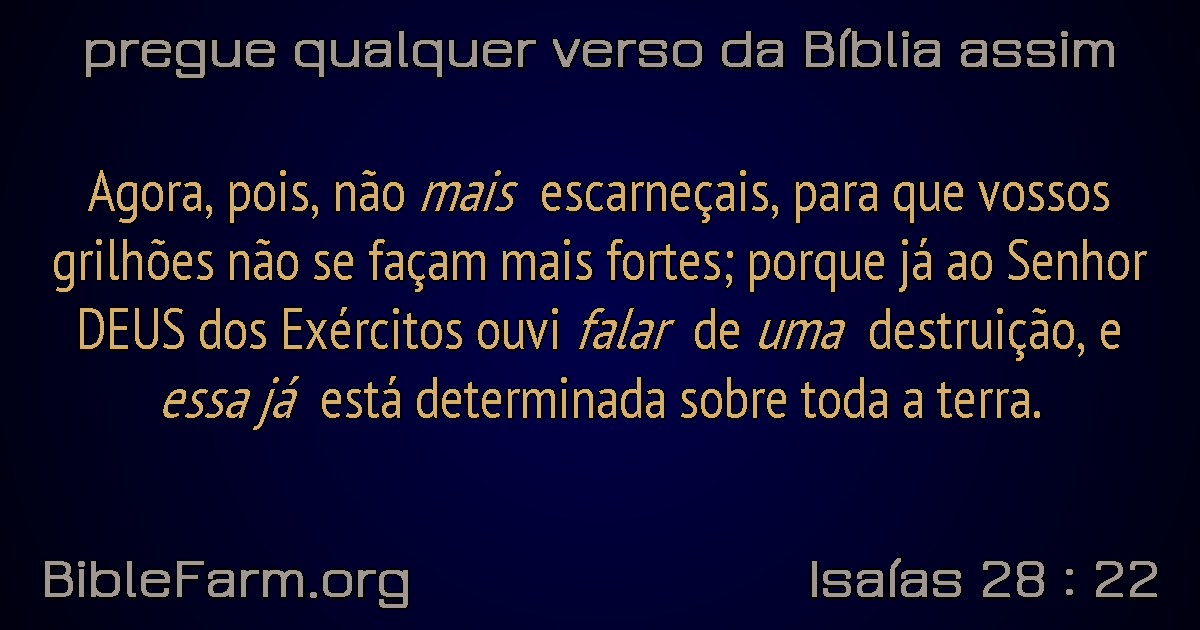 pregue qualquer verso da Bíblia assim
Agora, pois, não mais escarneçais, para que vossos
grilhões não se façam mais fortes; porque já ao Senhor
DEUS dos Exércitos ouvi falar de uma destruição, e
essa já está determinada sobre toda a terra.
BibleFarm.org
Isaías 28 : 22